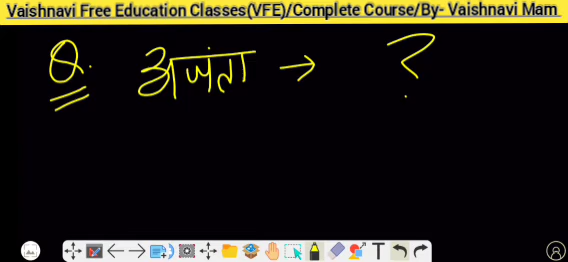 Vaishnavi Free Education Classes(VFE)/Complete Course/By- Vaishnavi Mam
Q. अजंता → ?